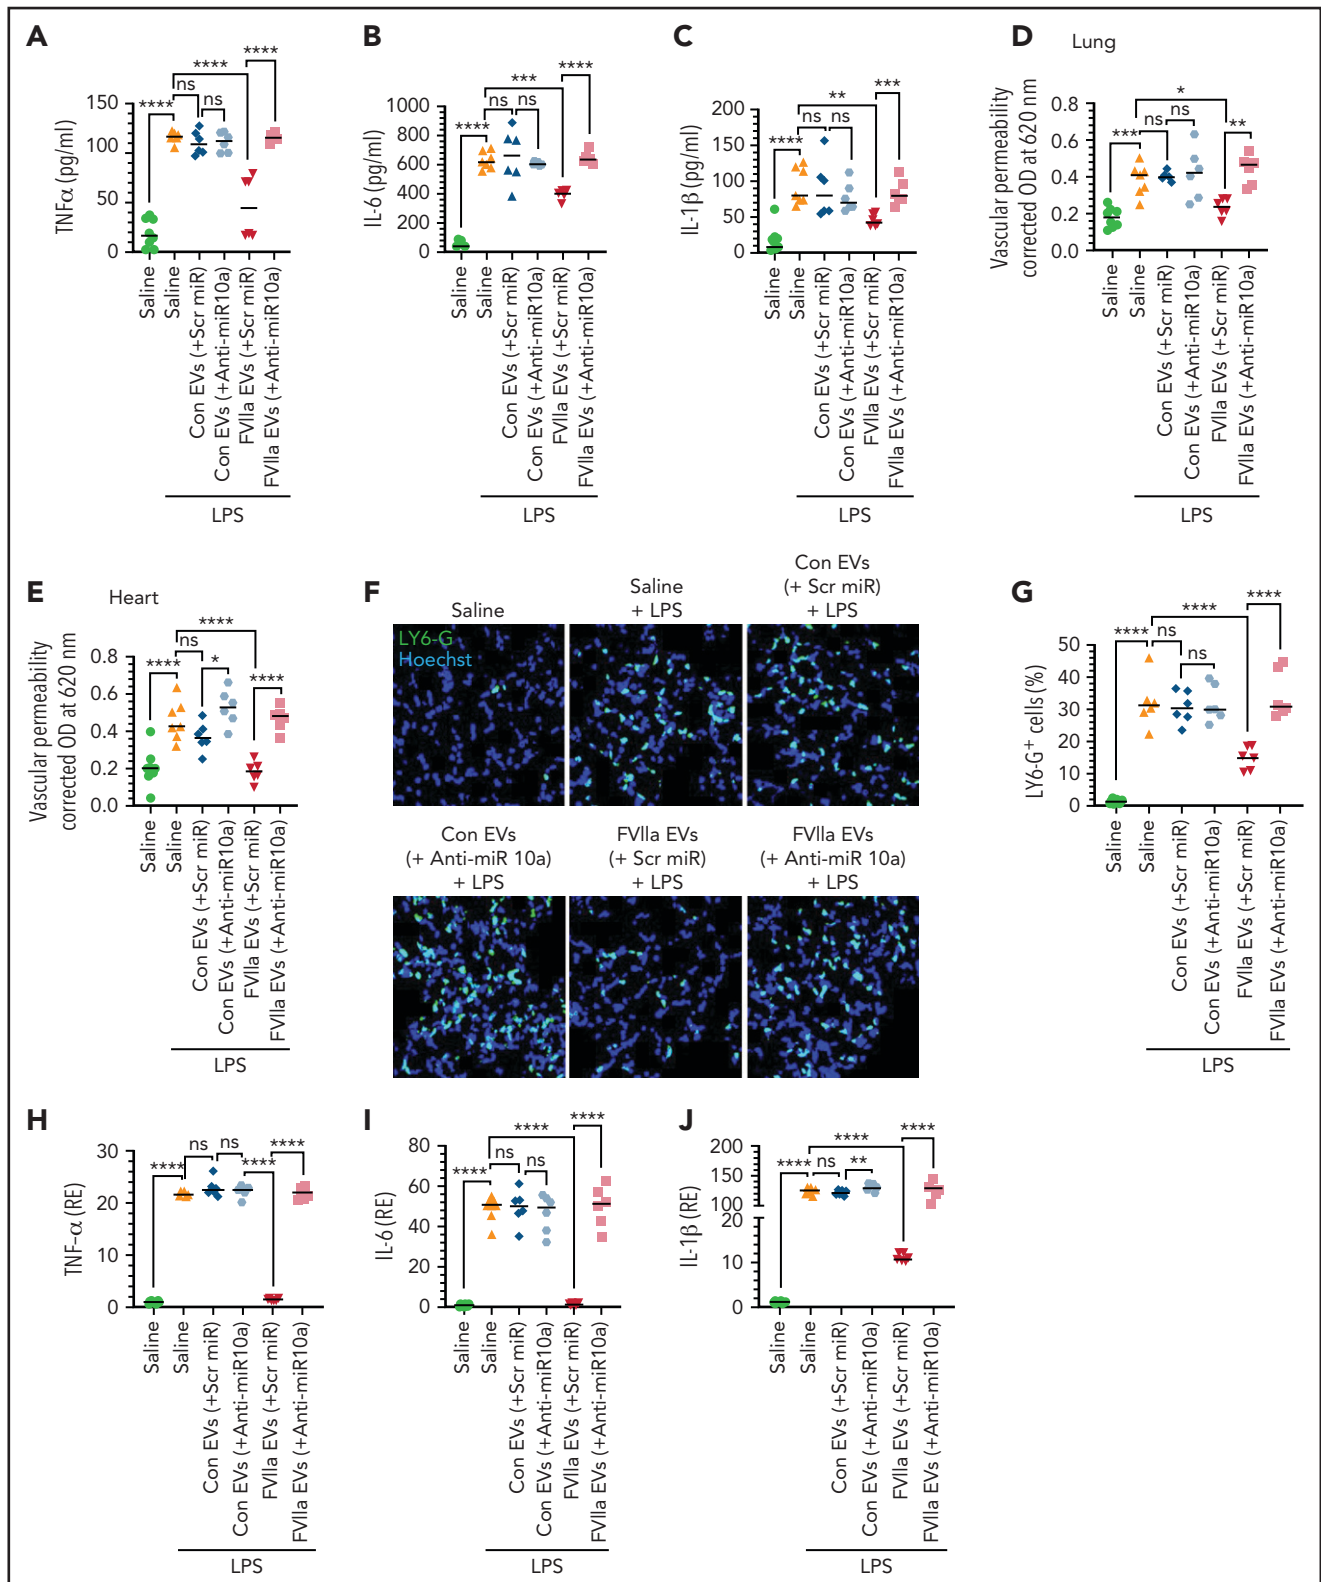 A
TNFα (pg/ml)
150
100
50
0
****
ns
ns
****
****
Saline
Saline
Con EVs (+Scr miR)
Con EVs (+Anti-miR10a)
FVIIa EVs (+Scr miR)
FVIIa EVs (+Anti-miR10a)
LPS
B
IL-6 (pg/ml)
1000
800
600
400
200
0
****
ns
ns
***
****
Saline
Saline
Con EVs (+Scr miR)
Con EVs (+Anti-miR10a)
FVIIa EVs (+Scr miR)
FVIIa EVs (+Anti-miR10a)
LPS
C
IL-1β (pg/ml)
200
150
100
50
0
****
ns
ns
**
***
Saline
Saline
Con EVs (+Scr miR)
Con EVs (+Anti-miR10a)
FVIIa EVs (+Scr miR)
FVIIa EVs (+Anti-miR10a)
LPS
D
Lung
Vascular permeability
corrected OD at 620 nm
0.8
0.6
0.4
0.2
0.0
***
ns
ns
*
**
Saline
Saline
Con EVs (+Scr miR)
Con EVs (+Anti-miR10a)
FVIIa EVs (+Scr miR)
FVIIa EVs (+Anti-miR10a)
LPS
E
Heart
Vascular permeability
corrected OD at 620 nm
0.8
0.6
0.4
0.2
0.0
****
ns
*
****
****
Saline
Saline
Con EVs (+Scr miR)
Con EVs (+Anti-miR10a)
FVIIa EVs (+Scr miR)
FVIIa EVs (+Anti-miR10a)
LPS
F
Saline
LY6-G
Hoechst
Saline
+ LPS
Con EVs
(+ Scr miR)
+ LPS
Con EVs
(+ Anti-miR 10a)
+ LPS
FVIIa EVs
(+ Scr miR)
+ LPS
FVIIa EVs
(+ Anti-miR 10a)
+ LPS
G
LY6-G+ cells (%)
50
40
30
20
10
0
****
ns
ns
****
****
Saline
Saline
Con EVs (+Scr miR)
Con EVs (+Anti-miR10a)
FVIIa EVs (+Scr miR)
FVIIa EVs (+Anti-miR10a)
LPS
H
TNF-α (RE)
30
20
10
0
****
ns
ns
****
****
Saline
Saline
Con EVs (+Scr miR)
Con EVs (+Anti-miR10a)
FVIIa EVs (+Scr miR)
FVIIa EVs (+Anti-miR10a)
LPS
I
IL-6 (RE)
80
60
40
20
0
****
ns
ns
****
****
Saline
Saline
Con EVs (+Scr miR)
Con EVs (+Anti-miR10a)
FVIIa EVs (+Scr miR)
FVIIa EVs (+Anti-miR10a)
LPS
J
IL-1β (RE)
200
150
100
20
10
0
****
ns
**
****
****
Saline
Saline
Con EVs (+Scr miR)
Con EVs (+Anti-miR10a)
FVIIa EVs (+Scr miR)
FVIIa EVs (+Anti-miR10a)
LPS